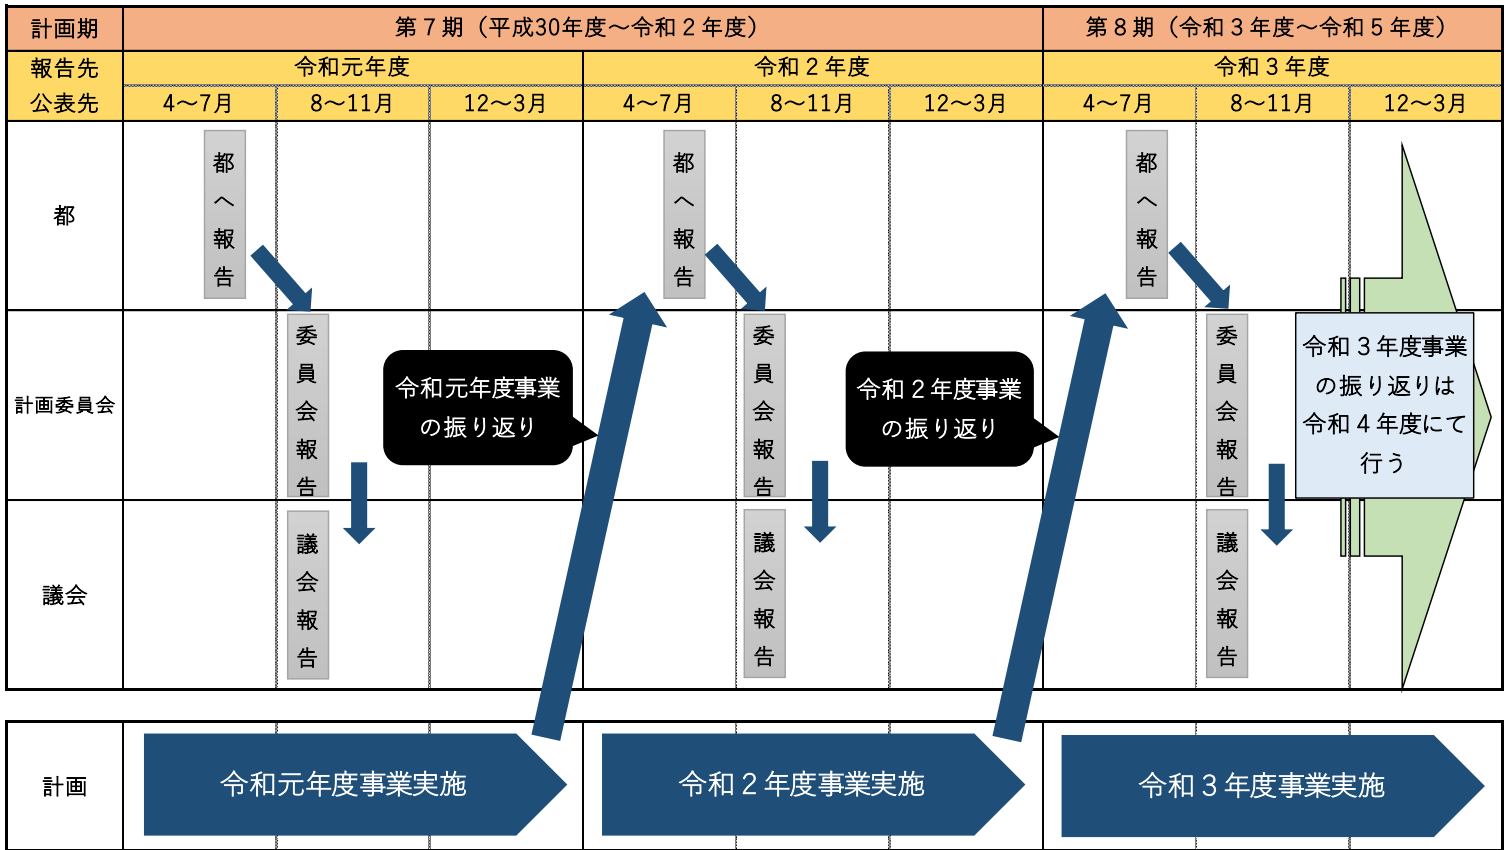 計画期
第７期（平成30年度～令和２年度）
第８期（令和３年度～令和５年度）
報告先
公表先
令和元年度
令和２年度
令和３年度
4～7月
8～11月
12～3月
4～7月
8～11月
12～3月
4～7月
8～11月
12～3月
都
都へ報告
都へ報告
都へ報告
計画委員会
委員会報告
令和元年度事業
の振り返り
委員会報告
令和２年度事業
の振り返り
委員会報告
令和３年度事業
の振り返りは
令和４年度にて
行う
議会
議会報告
議会報告
議会報告
計画
令和元年度事業実施
令和２年度事業実施
令和３年度事業実施